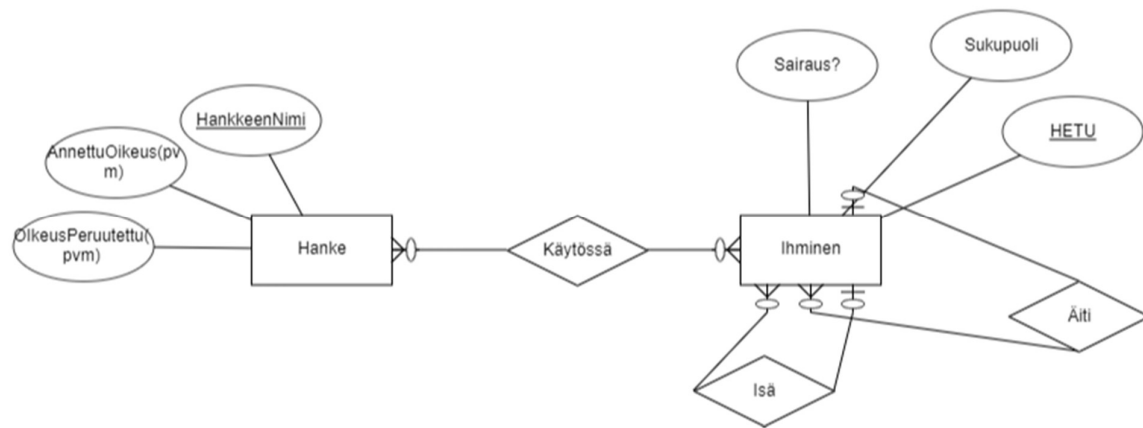 Sukupuoli
Sairaus?
HankkeenNimi
HETU
AnnettuOikeus(pv
m)
OIkeusPeruutettu(
pvm)
Hanke
Käytössä
Ihminen
Äiti
Isä